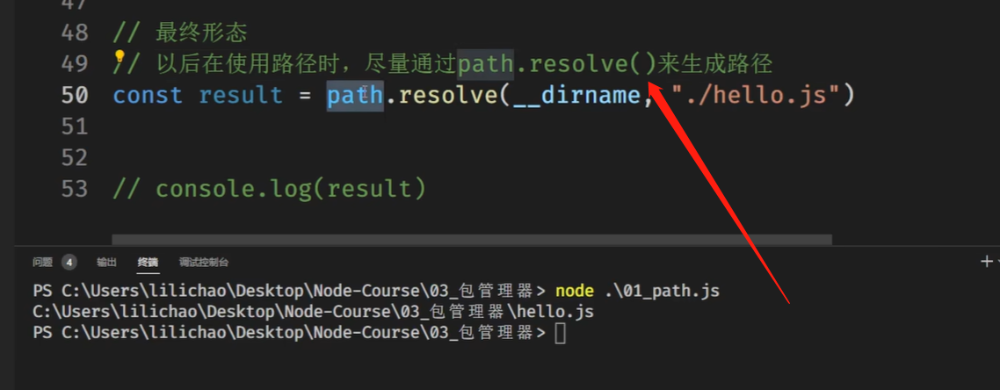 47
48 // 最终形态
49 // 以后在使用路径时，尽量通过path.resolve()来生成路径
50 const result = path.resolve(__dirname, "./hello.js")
51
52
53 // console.log(result)
问题 4 输出 终端 调试控制台
PS C:\Users\lilichao\Desktop\Node-Course\03_包管理器> node .\01_path.js
C:\Users\lilichao\Desktop\Node-Course\03_包管理器\hello.js
PS C:\Users\lilichao\Desktop\Node-Course\03_包管理器>